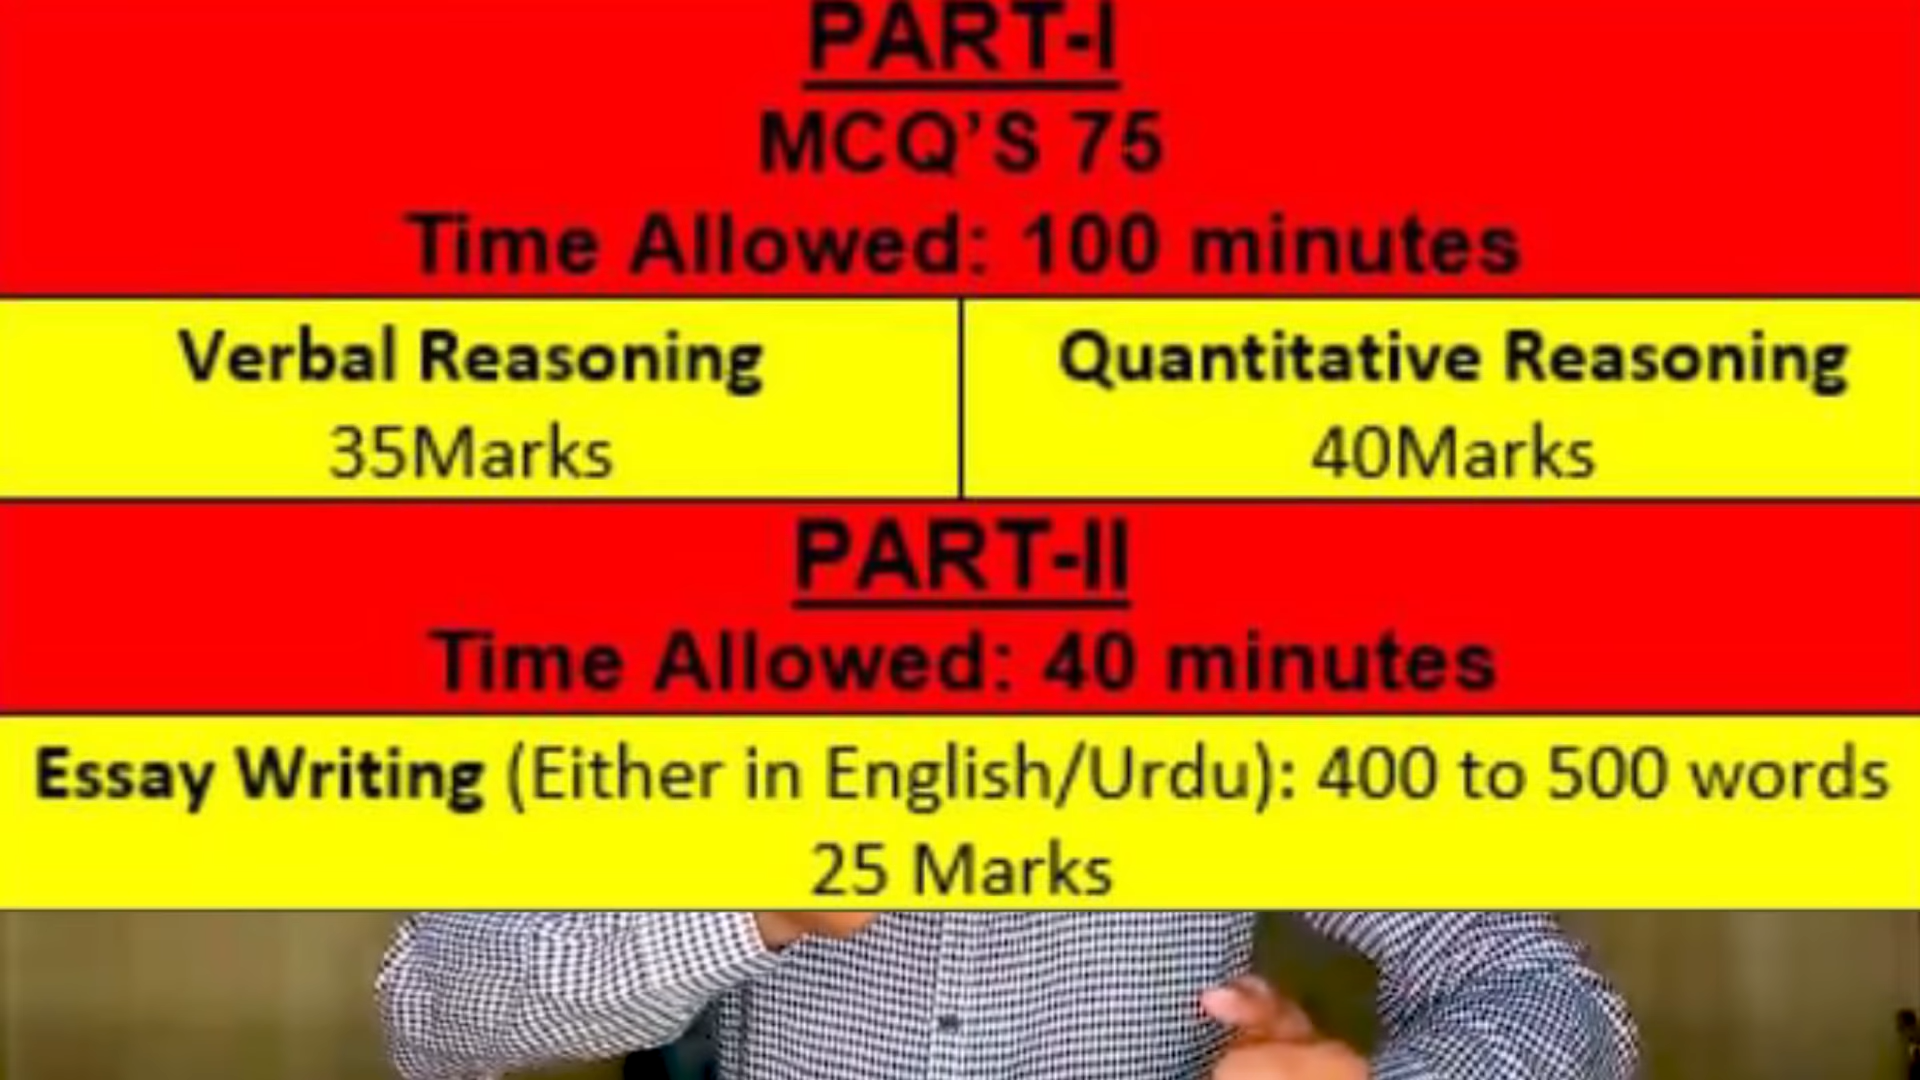 PART-I
MCQ'S 75
Time Allowed: 100 minutes
Verbal Reasoning
35Marks
Quantitative Reasoning
40Marks
PART-II
Time Allowed: 40 minutes
Essay Writing (Either in English/Urdu): 400 to 500 words
25 Marks